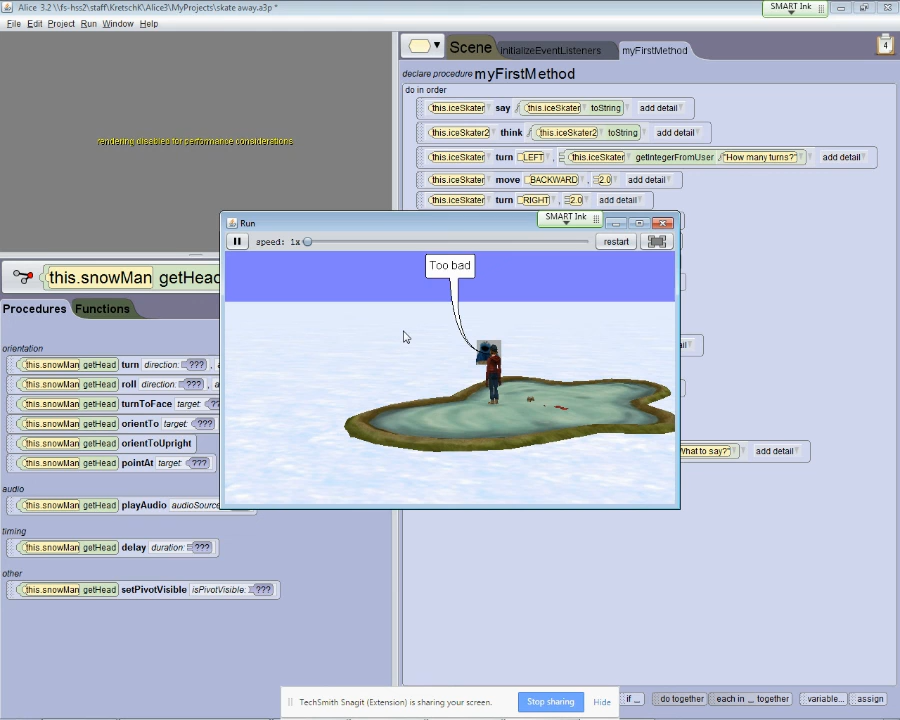 Alice 3.2 \\fs-hss2\staff\KretschK\Alice3\MyProjects\skate away.a3p *
SMART Ink
File Edit Project Run Window Help
rendering disabled for performance considerations
Scene initializeEventListeners myFirstMethod
4
declare procedure myFirstMethod
do in order
this.iceSkater say this.iceSkater toString add detail
this.iceSkater2 think this.iceSkater2 toString add detail
this.iceSkater turn LEFT , this.iceSkater getIntegerFromUser "How many turns?" add detail
this.iceSkater move BACKWARD , 2.0 add detail
this.iceSkater turn RIGHT , 2.0 add detail
Run
SMART Ink
speed: 1x
restart
Too bad
this.snowMan getHead
Procedures Functions
orientation
this.snowMan getHead turn direction: ??? ,
this.snowMan getHead roll direction: ??? ,
this.snowMan getHead turnToFace target: ??
this.snowMan getHead orientTo target: ???
this.snowMan getHead orientToUpright
this.snowMan getHead pointAt target: ???
audio
this.snowMan getHead playAudio audioSource
timing
this.snowMan getHead delay duration: ???
other
this.snowMan getHead setPivotVisible isPivotVisible: ???
ail
What to say?" add detail
if _ do together each in _ together variable... assign
TechSmith Snagit (Extension) is sharing your screen. Stop sharing Hide